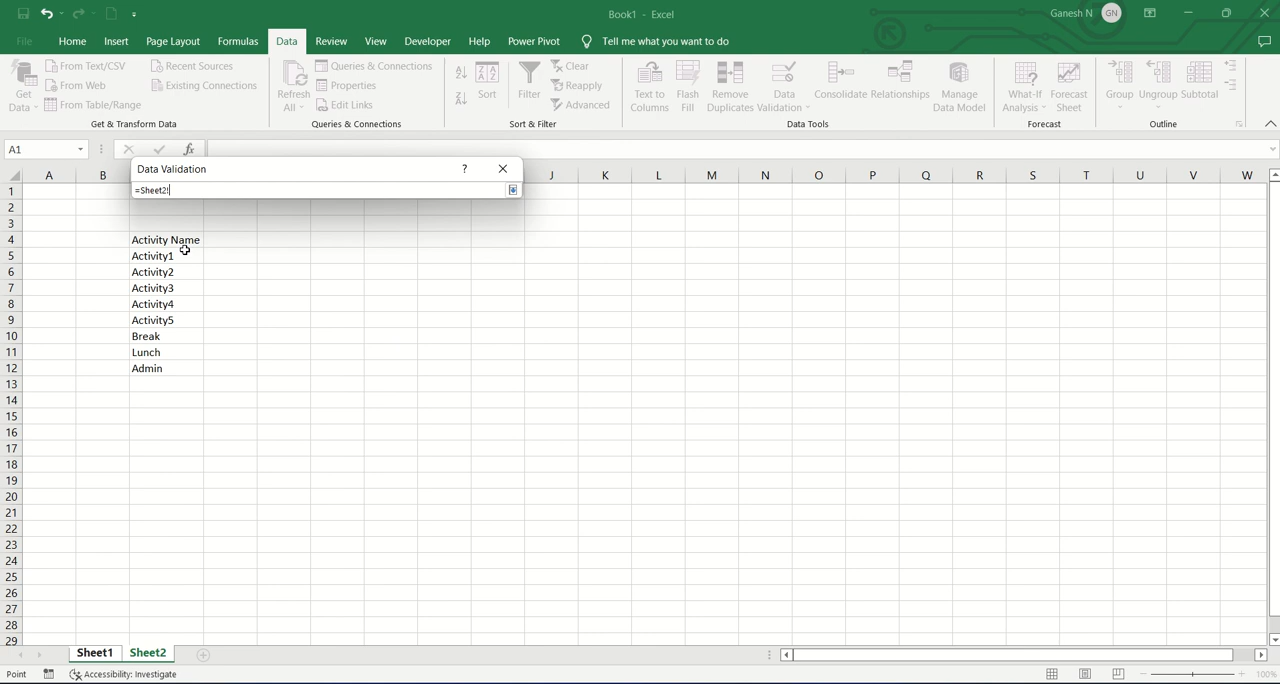 Book1 - Excel
Ganesh N GN
File Home Insert Page Layout Formulas Data Review View Developer Help Power Pivot Tell me what you want to do
Get Data
From Text/CSV
From Web
From Table/Range
Recent Sources
Existing Connections
Refresh All
Queries & Connections
Properties
Edit Links
Sort
Filter
Clear
Reapply
Advanced
Text to Columns
Flash Fill
Remove Duplicates
Data Validation
Consolidate
Relationships
Manage Data Model
What-If Analysis
Forecast Sheet
Group
Ungroup
Subtotal
Get & Transform Data
Queries & Connections
Sort & Filter
Data Tools
Forecast
Outline
A1
fx
Data Validation
?
=Sheet2!
A B J K L M N O P Q R S T U V W
1
2
3
4 Activity Name
5 Activity1
6 Activity2
7 Activity3
8 Activity4
9 Activity5
10 Break
11 Lunch
12 Admin
13
14
15
16
17
18
19
20
21
22
23
24
25
26
27
28
29
Sheet1 Sheet2
Point Accessibility: Investigate 100%